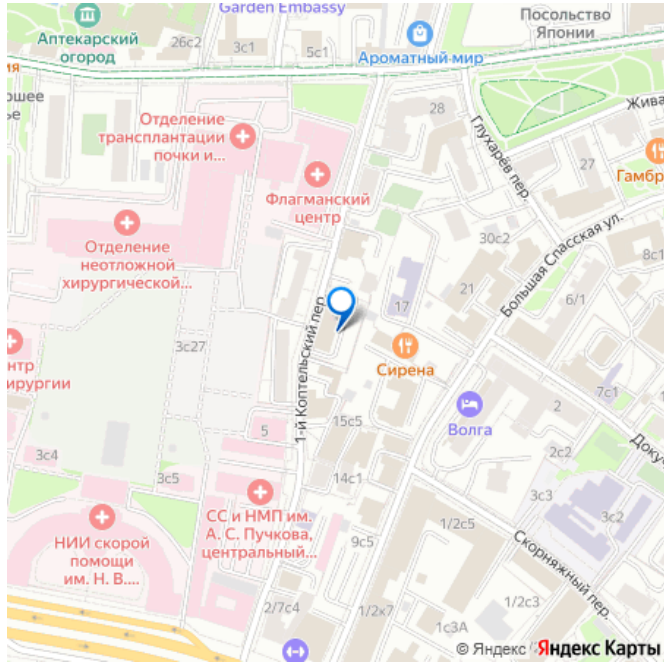 Garden Embassy
Посольство
Японии
Аптекарский
огород
26с2
3с1
5с1
Ароматный мир
Отделение
трансплантации
почки и...
28
Глухарёв пер.
27
Флагманский
центр
Отделение
неотложной
хирургической...
30с2
Большая Спасская ул.
8с1
21
6/1
17
1-й Коптельский пер.
Сирена
3с27
7с1
Волга
2
15с5
5
2с2
3с4
3с5
14с1
3с3
3с2
СС и НМП им.
А. С. Пучкова,
центральный...
НИИ скорой
помощи
им. Н. В....
9с5
1/2с5
Скорняжный пер.
2/7с4
1/2к7
1/2с3
1с3А
© Яндекс
Яндекс Карты